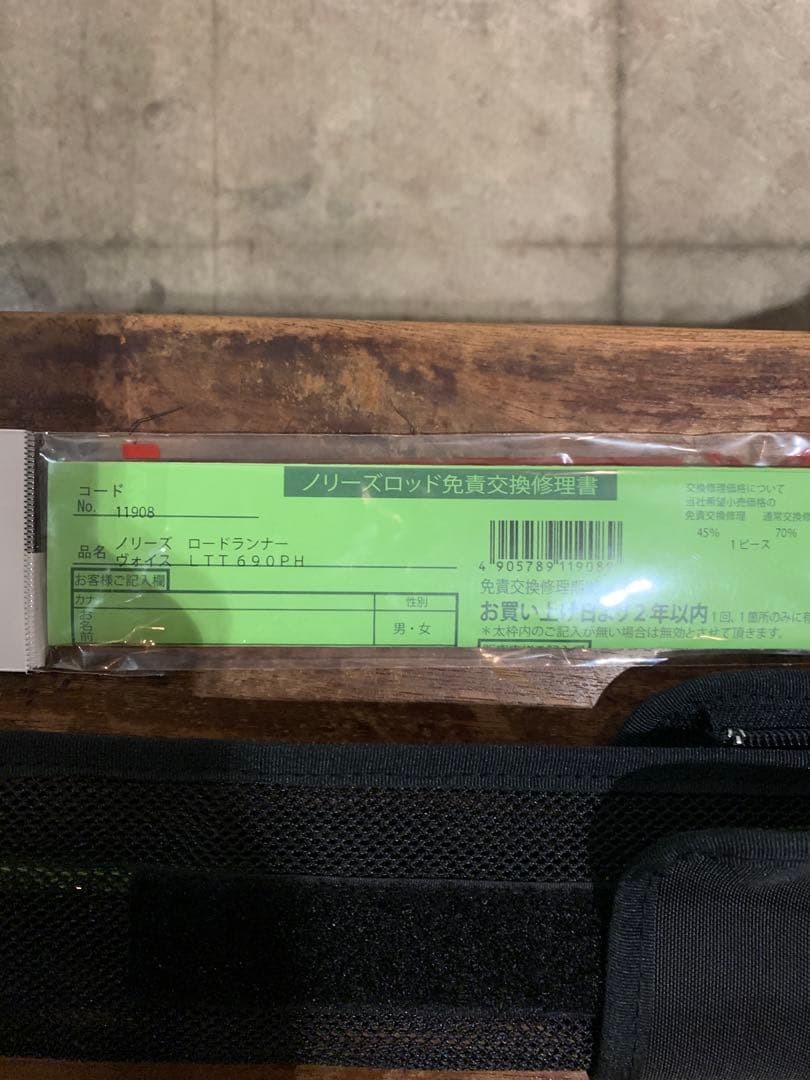 ノリーズロッド免責交換修理書
コード
No. 11908
品名 ノリーズ ロードランナー
ヴォイス LTT690PH
お客様ご記入欄
カナ
お名前
性別
男・女
4 905789 119089
免責交換修理
お買い上げ日より2年以内 1回、1箇所のみに有
*太枠内のご記入が無い場合は無効とさせて頂きます。
交換修理価格について
当社希望小売価格の
免責交換修理 通常交換修
45% 70%
1ピース